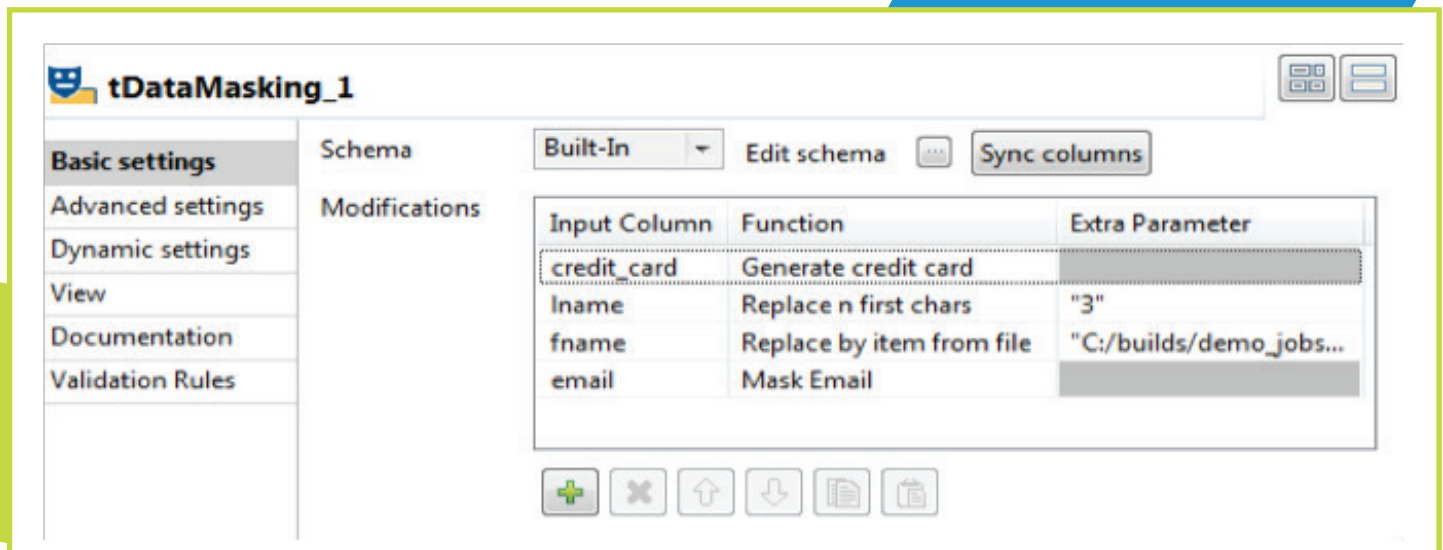 tDataMasking_1
Basic settings
Advanced settings
Dynamic settings
View
Documentation
Validation Rules
Schema Built-In Edit schema ... Sync columns
Modifications
Input Column Function Extra Parameter
credit_card Generate credit card
lname Replace n first chars "3"
fname Replace by item from file "C:/builds/demo_jobs...
email Mask Email